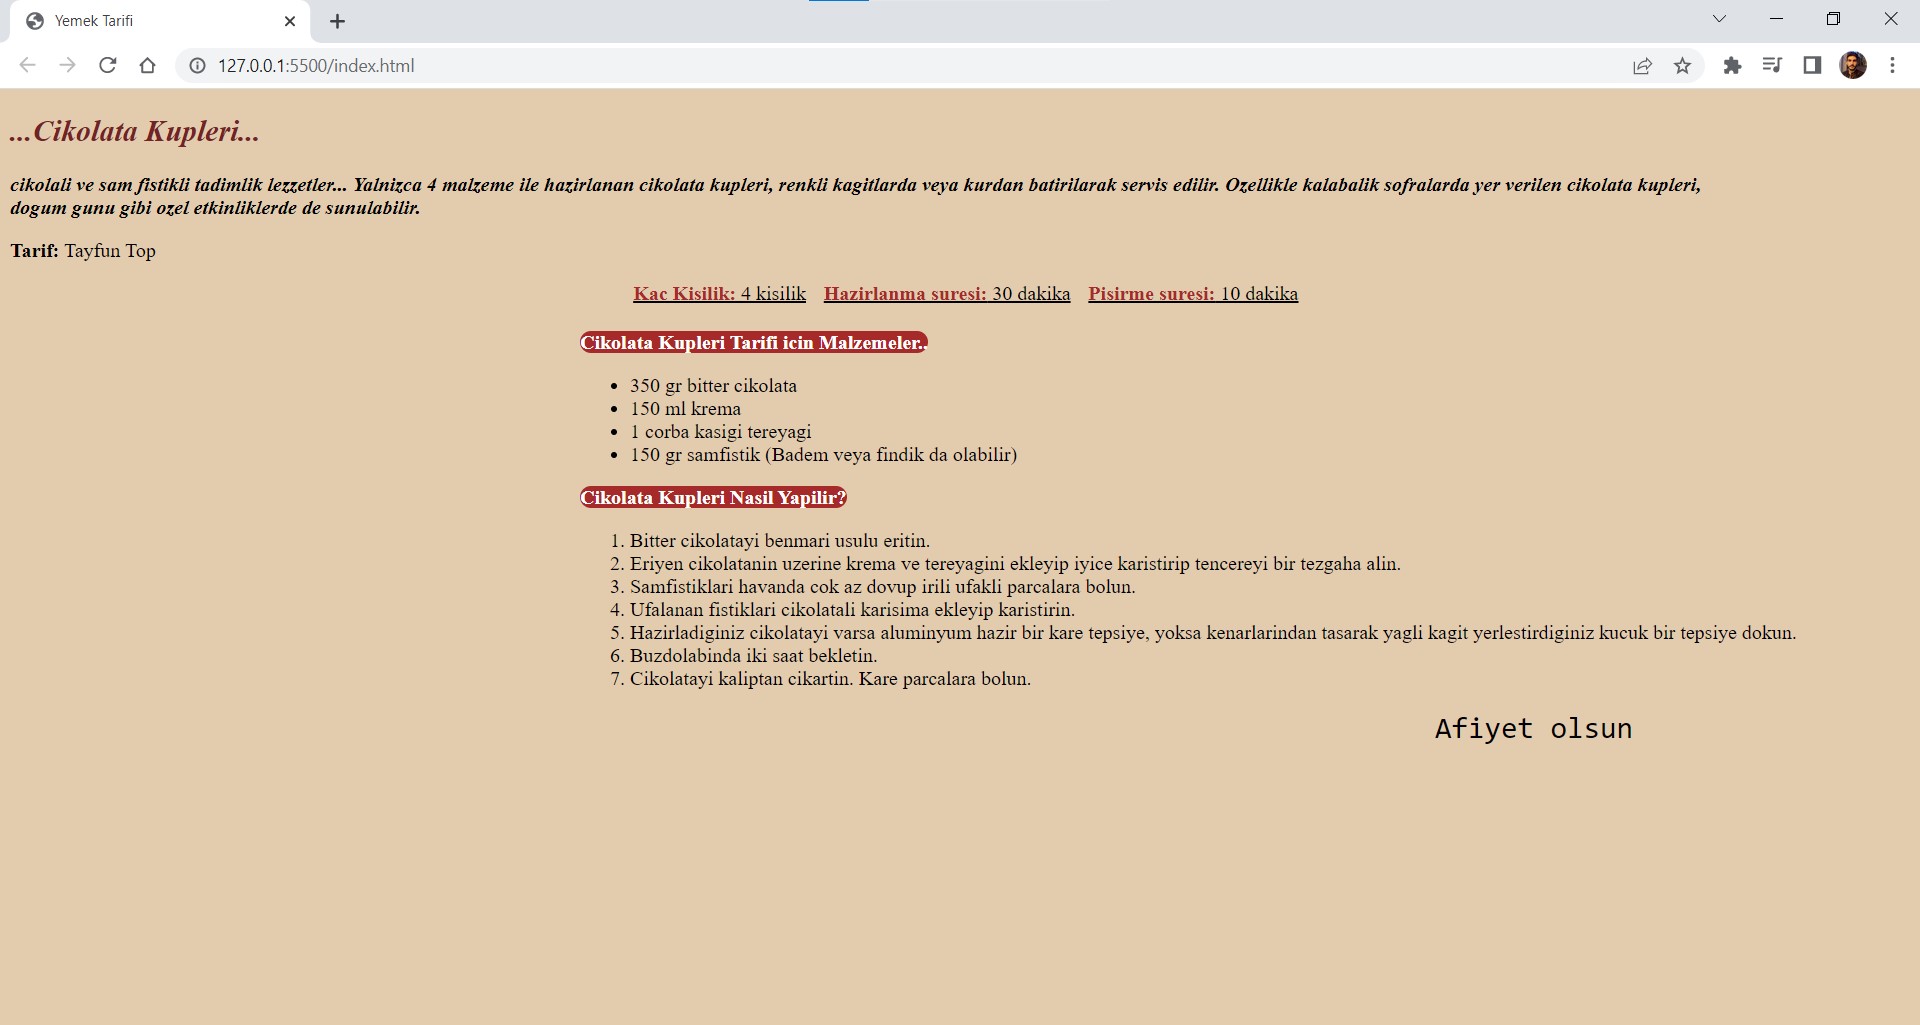 Yemek Tarifi
127.0.0.1:5500/index.html
...Cikolata Kupleri...
cikolali ve sam fistikli tadimlik lezzetler... Yalnizca 4 malzeme ile hazirlanan cikolata kupleri, renkli kagitlarda veya kurdan batirilarak servis edilir. Ozellikle kalabalik sofralarda yer verilen cikolata kupleri,
dogum gunu gibi ozel etkinliklerde de sunulabilir.
Tarif: Tayfun Top
Kac Kisilik: 4 kisilik Hazirlanma suresi: 30 dakika Pisirme suresi: 10 dakika
Cikolata Kupleri Tarifi icin Malzemeler..
• 350 gr bitter cikolata
• 150 ml krema
• 1 corba kasigi tereyagi
• 150 gr samfistik (Badem veya findik da olabilir)
Cikolata Kupleri Nasil Yapilir?
1. Bitter cikolatayi benmari usulu eritin.
2. Eriyen cikolatanin uzerine krema ve tereyagini ekleyip iyice karistirip tencereyi bir tezgaha alin.
3. Samfistiklari havanda cok az dovup irili ufakli parcalara bolun.
4. Ufalanan fistiklari cikolatali karisima ekleyip karistirin.
5. Hazirladiginiz cikolatayi varsa aluminyum hazir bir kare tepsiye, yoksa kenarlarindan tasarak yagli kagit yerlestirdiginiz kucuk bir tepsiye dokun.
6. Buzdolabinda iki saat bekletin.
7. Cikolatayi kaliptan cikartin. Kare parcalara bolun.
Afiyet olsun